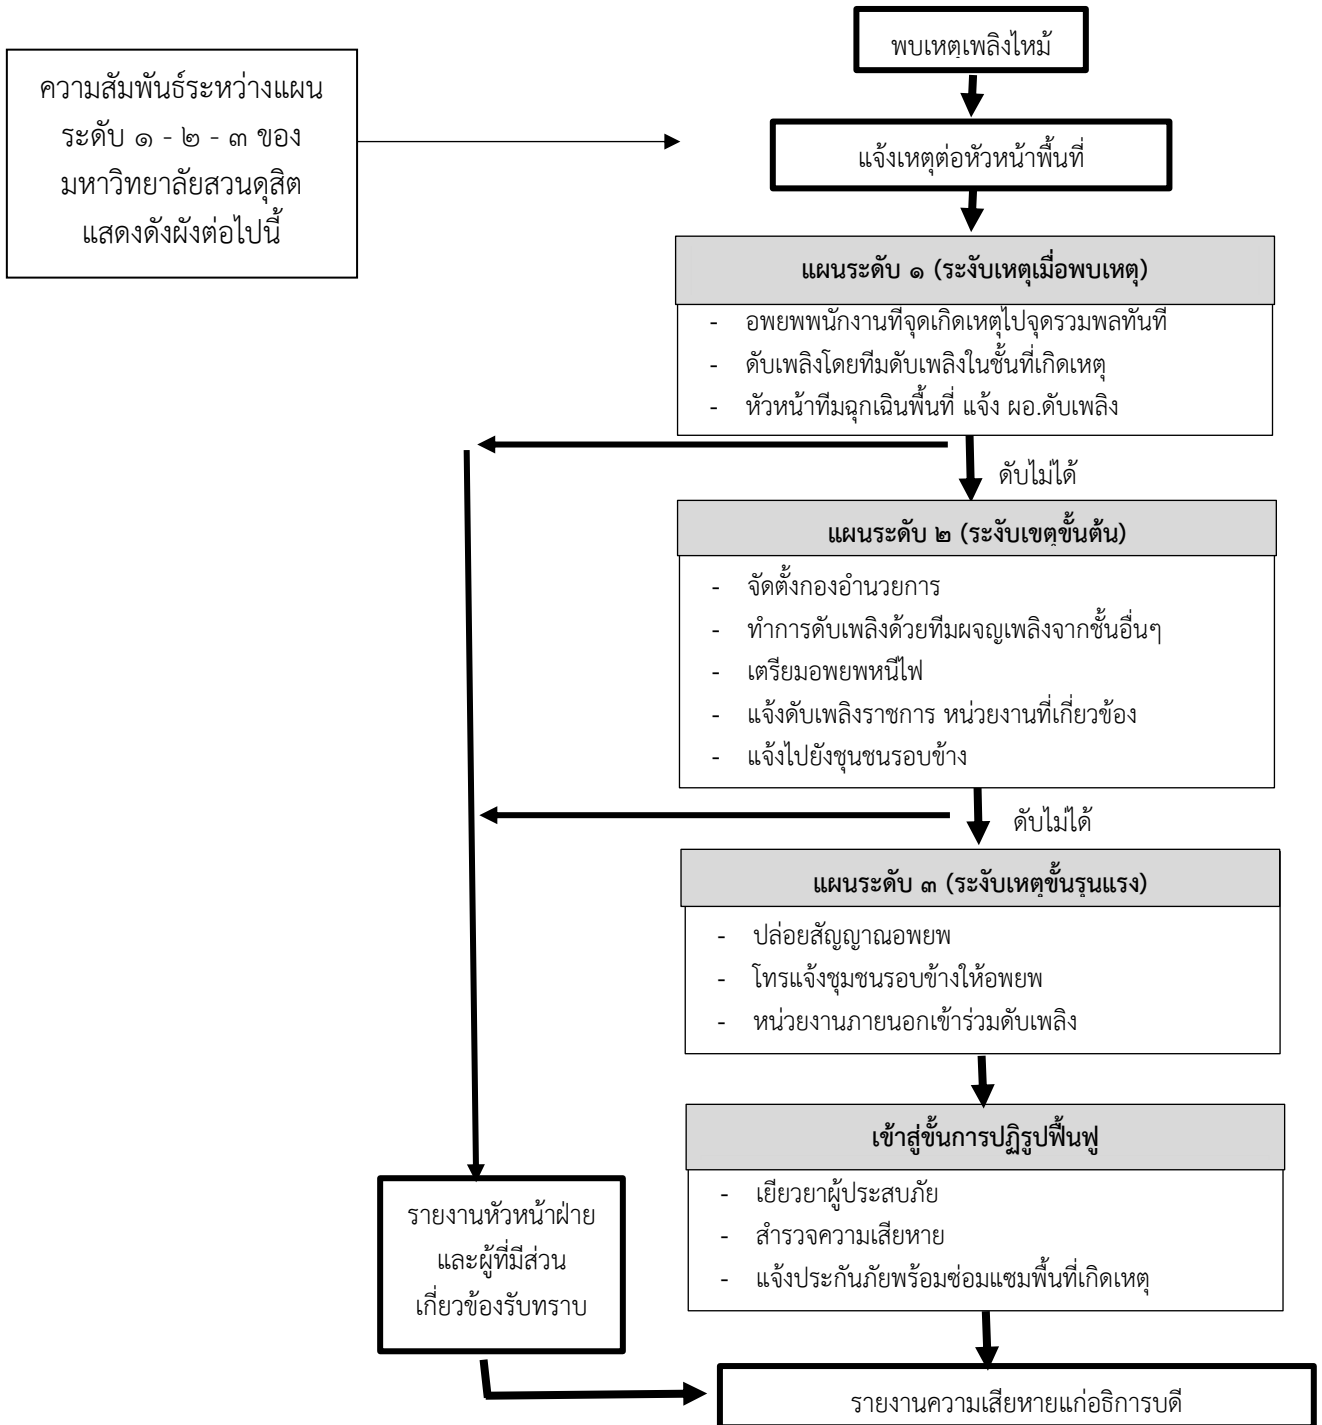 พบเหตุเพลิงไหม้
ความสัมพันธ์ระหว่างแผน
ระดับ ๑ - ๒ - ๓ ของ
มหาวิทยาลัยสวนดุสิต
แสดงดังผังต่อไปนี้
แจ้งเหตุต่อหัวหน้าพื้นที่
แผนระดับ ๑ (ระงับเหตุเมื่อพบเหตุ)
- อพยพพนักงานที่จุดเกิดเหตุไปจุดรวมพลทันที
- ดับเพลิงโดยทีมดับเพลิงในชั้นที่เกิดเหตุ
- หัวหน้าทีมฉุกเฉินพื้นที่ แจ้ง ผอ.ดับเพลิง
ดับไม่ได้
แผนระดับ ๒ (ระงับเขตุขั้นต้น)
- จัดตั้งกองอำนวยการ
- ทำการดับเพลิงด้วยทีมผจญเพลิงจากชั้นอื่นๆ
- เตรียมอพยพหนีไฟ
- แจ้งดับเพลิงราชการ หน่วยงานที่เกี่ยวข้อง
- แจ้งไปยังชุนชนรอบข้าง
ดับไม่ได้
แผนระดับ ๓ (ระงับเหตุขั้นรุนแรง)
- ปล่อยสัญญาณอพยพ
- โทรแจ้งชุมชนรอบข้างให้อพยพ
- หน่วยงานภายนอกเข้าร่วมดับเพลิง
เข้าสู่ขั้นการปฏิรูปฟื้นฟู
- เยียวยาผู้ประสบภัย
- สำรวจความเสียหาย
- แจ้งประกันภัยพร้อมซ่อมแซมพื้นที่เกิดเหตุ
รายงานหัวหน้าฝ่าย
และผู้ที่มีส่วน
เกี่ยวข้องรับทราบ
รายงานความเสียหายแก่อธิการบดี